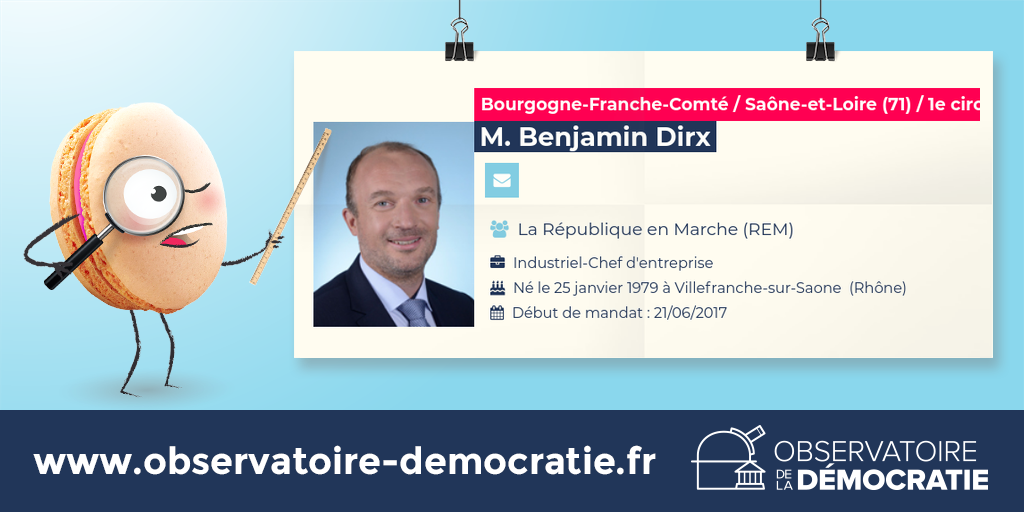 Bourgogne-Franche-Comté / Saône-et-Loire (71) / 1e circ
M. Benjamin Dirx
La République en Marche (REM)
Industriel-Chef d'entreprise
Né le 25 janvier 1979 à Villefranche-sur-Saone (Rhône)
Début de mandat : 21/06/2017
www.observatoire-democratie.fr
OBSERVATOIRE
DE LA DÉMOCRATIE